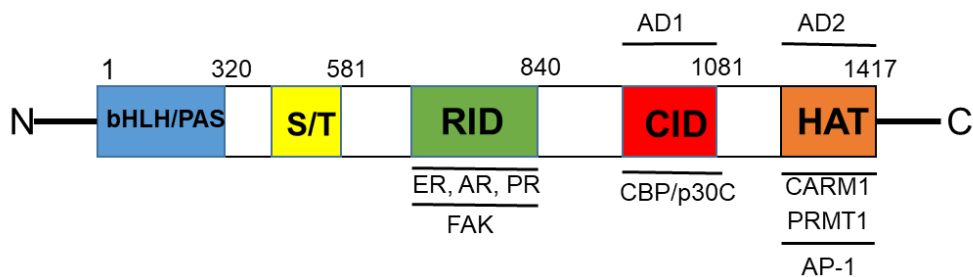 AD1 AD2
1 320 581 840 1081 1417
N bHLH/PAS S/T RID CID HAT C
ER, AR, PR CBP/p30C CARM1
FAK PRMT1
AP-1